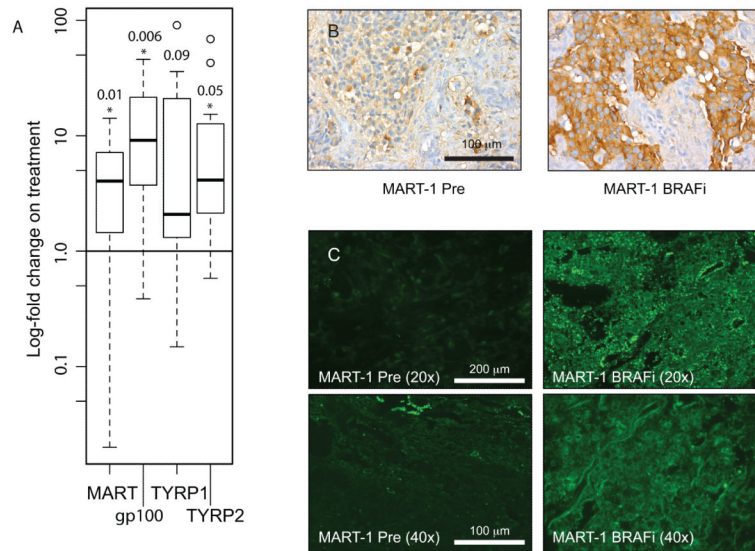 A
Log-fold change on treatment
100
10
1.0
0.1
0.01
*
0.006
*
0.09
0.05
*
MART
gp100
TYRP1
TYRP2
B
100 µm
MART-1 Pre
MART-1 BRAFi
C
MART-1 Pre (20x)
200 µm
MART-1 BRAFi (20x)
MART-1 Pre (40x)
100 µm
MART-1 BRAFi (40x)